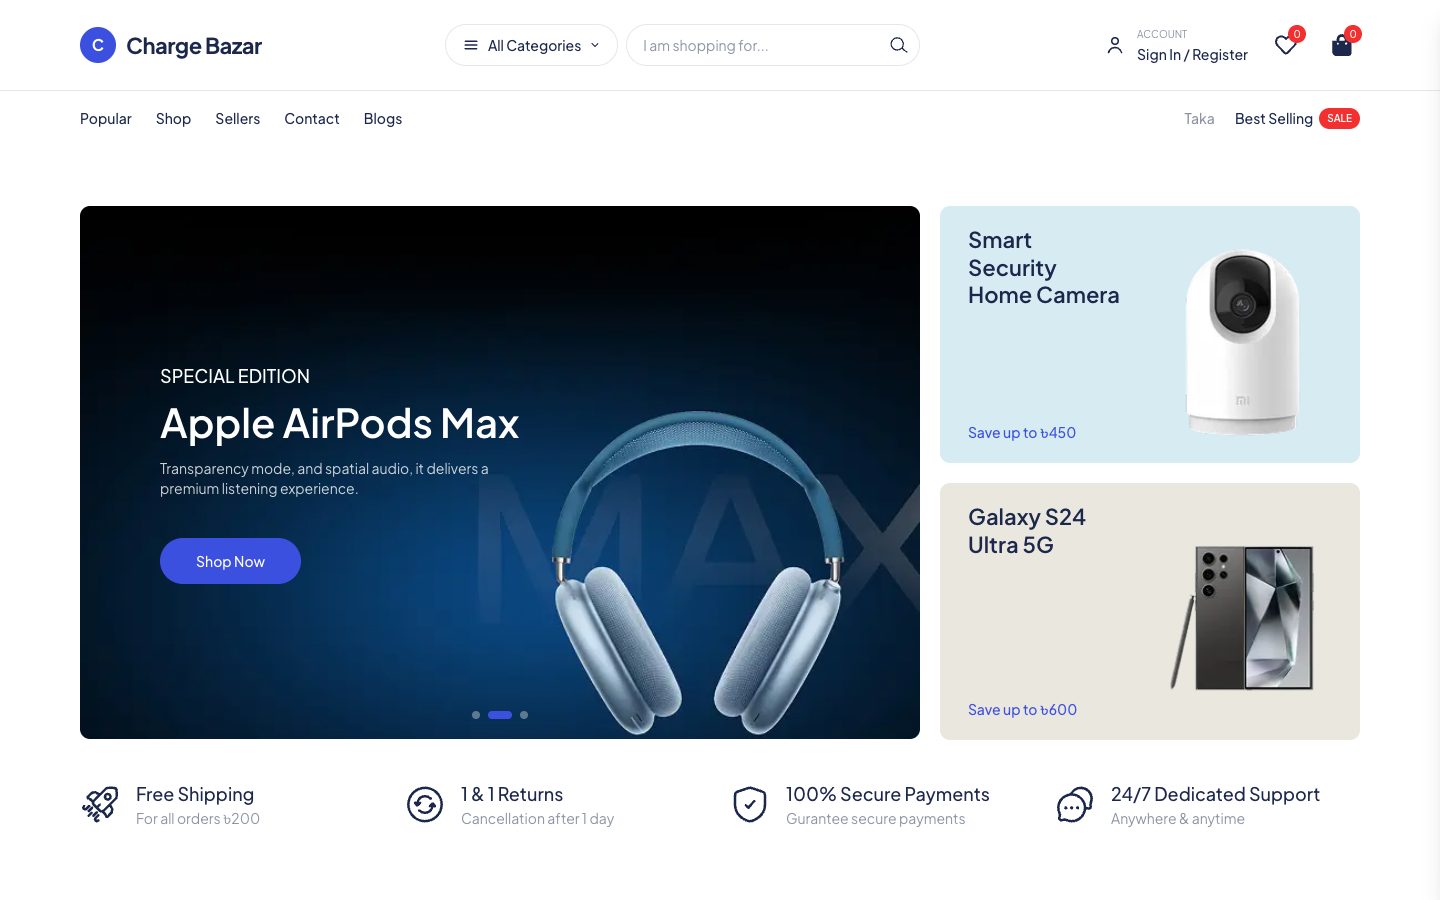 C Charge Bazar
All Categories
I am shopping for...
ACCOUNT
Sign In / Register
0
0
Popular
Shop
Sellers
Contact
Blogs
Taka
Best Selling
SALE
SPECIAL EDITION
Apple AirPods Max
Transparency mode, and spatial audio, it delivers a
premium listening experience.
Shop Now
MAX
Smart
Security
Home Camera
Save up to ৳450
mi
Galaxy S24
Ultra 5G
Save up to ৳600
Free Shipping
For all orders ৳200
1 & 1 Returns
Cancellation after 1 day
100% Secure Payments
Gurantee secure payments
24/7 Dedicated Support
Anywhere & anytime